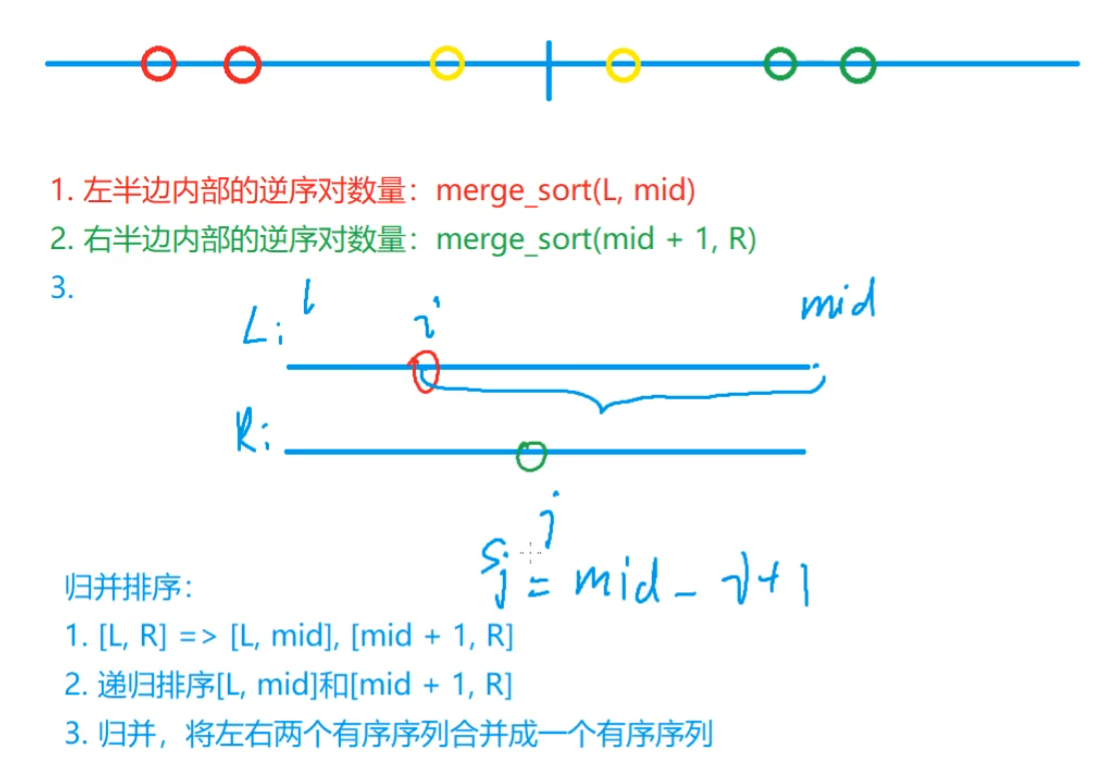 1. 左半边内部的逆序对数量：merge_sort(L, mid)
2. 右半边内部的逆序对数量：merge_sort(mid + 1, R)
3.
l
mid
Li
i
Ri
j
Sj = mid - i + 1
归并排序：
1. [L, R] => [L, mid], [mid + 1, R]
2. 递归排序[L, mid]和[mid + 1, R]
3. 归并，将左右两个有序序列合并成一个有序序列